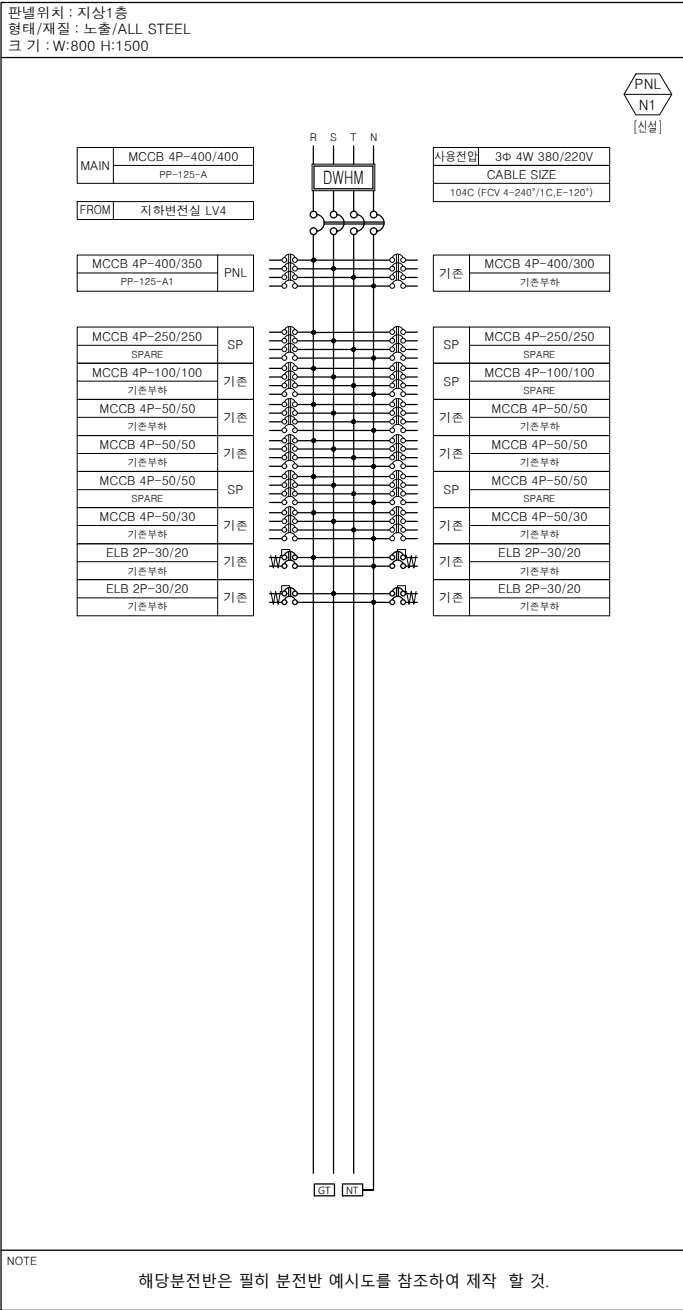 판넬위치 : 지상1층
형태/재질 : 노출/ALL STEEL
크 기 : W:800 H:1500
PNL
N1
[신설]
R S T N
MAIN
MCCB 4P-400/400
PP-125-A
DWHM
사용전압 3Φ 4W 380/220V
CABLE SIZE
104C (FCV 4-240°/1C,E-120°)
FROM 지하변전실 LV4
MCCB 4P-400/350
PP-125-A1
PNL
기존
MCCB 4P-400/300
기존부하
MCCB 4P-250/250
SPARE
SP
SP
MCCB 4P-250/250
SPARE
MCCB 4P-100/100
기존부하
기존
SP
MCCB 4P-100/100
SPARE
MCCB 4P-50/50
기존부하
기존
기존
MCCB 4P-50/50
기존부하
MCCB 4P-50/50
기존부하
기존
기존
MCCB 4P-50/50
기존부하
MCCB 4P-50/50
SPARE
SP
SP
MCCB 4P-50/50
SPARE
MCCB 4P-50/30
기존부하
기존
기존
MCCB 4P-50/30
기존부하
ELB 2P-30/20
기존부하
기존
기존
ELB 2P-30/20
기존부하
ELB 2P-30/20
기존부하
기존
기존
ELB 2P-30/20
기존부하
GT NT
NOTE
해당분전반은 필히 분전반 예시도를 참조하여 제작 할 것.